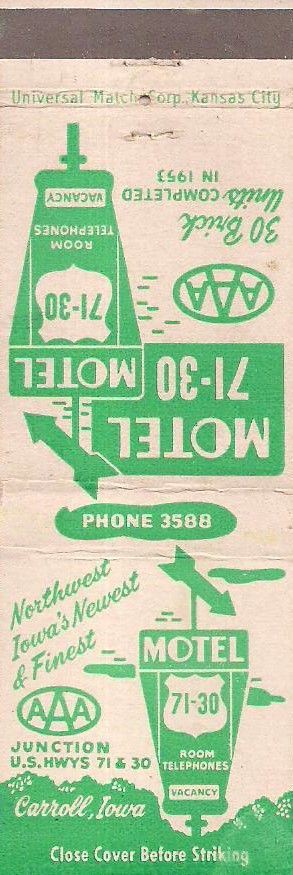 Universal Match Corp., Kansas City
30 Brick
Units COMPLETED
IN 1953
AAA
VACANCY
ROOM
TELEPHONES
71-30
MOTEL
MOTEL
71-30
PHONE 3588
Northwest
Iowa's Newest
& Finest
AAA
JUNCTION
U.S. HWYS 71 & 30
Carroll, Iowa
MOTEL
71-30
ROOM
TELEPHONES
VACANCY
Close Cover Before Striking